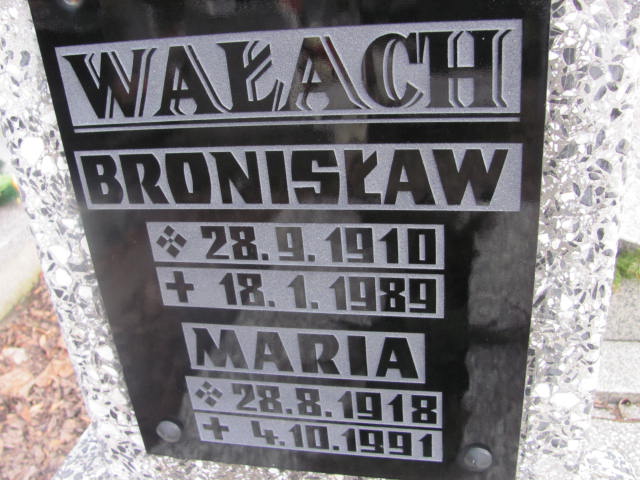 WAŁACH
BRONISŁAW
28.9.1910
✝ 18.1.1989
MARIA
28.8.1918
✝ 4.10.1991